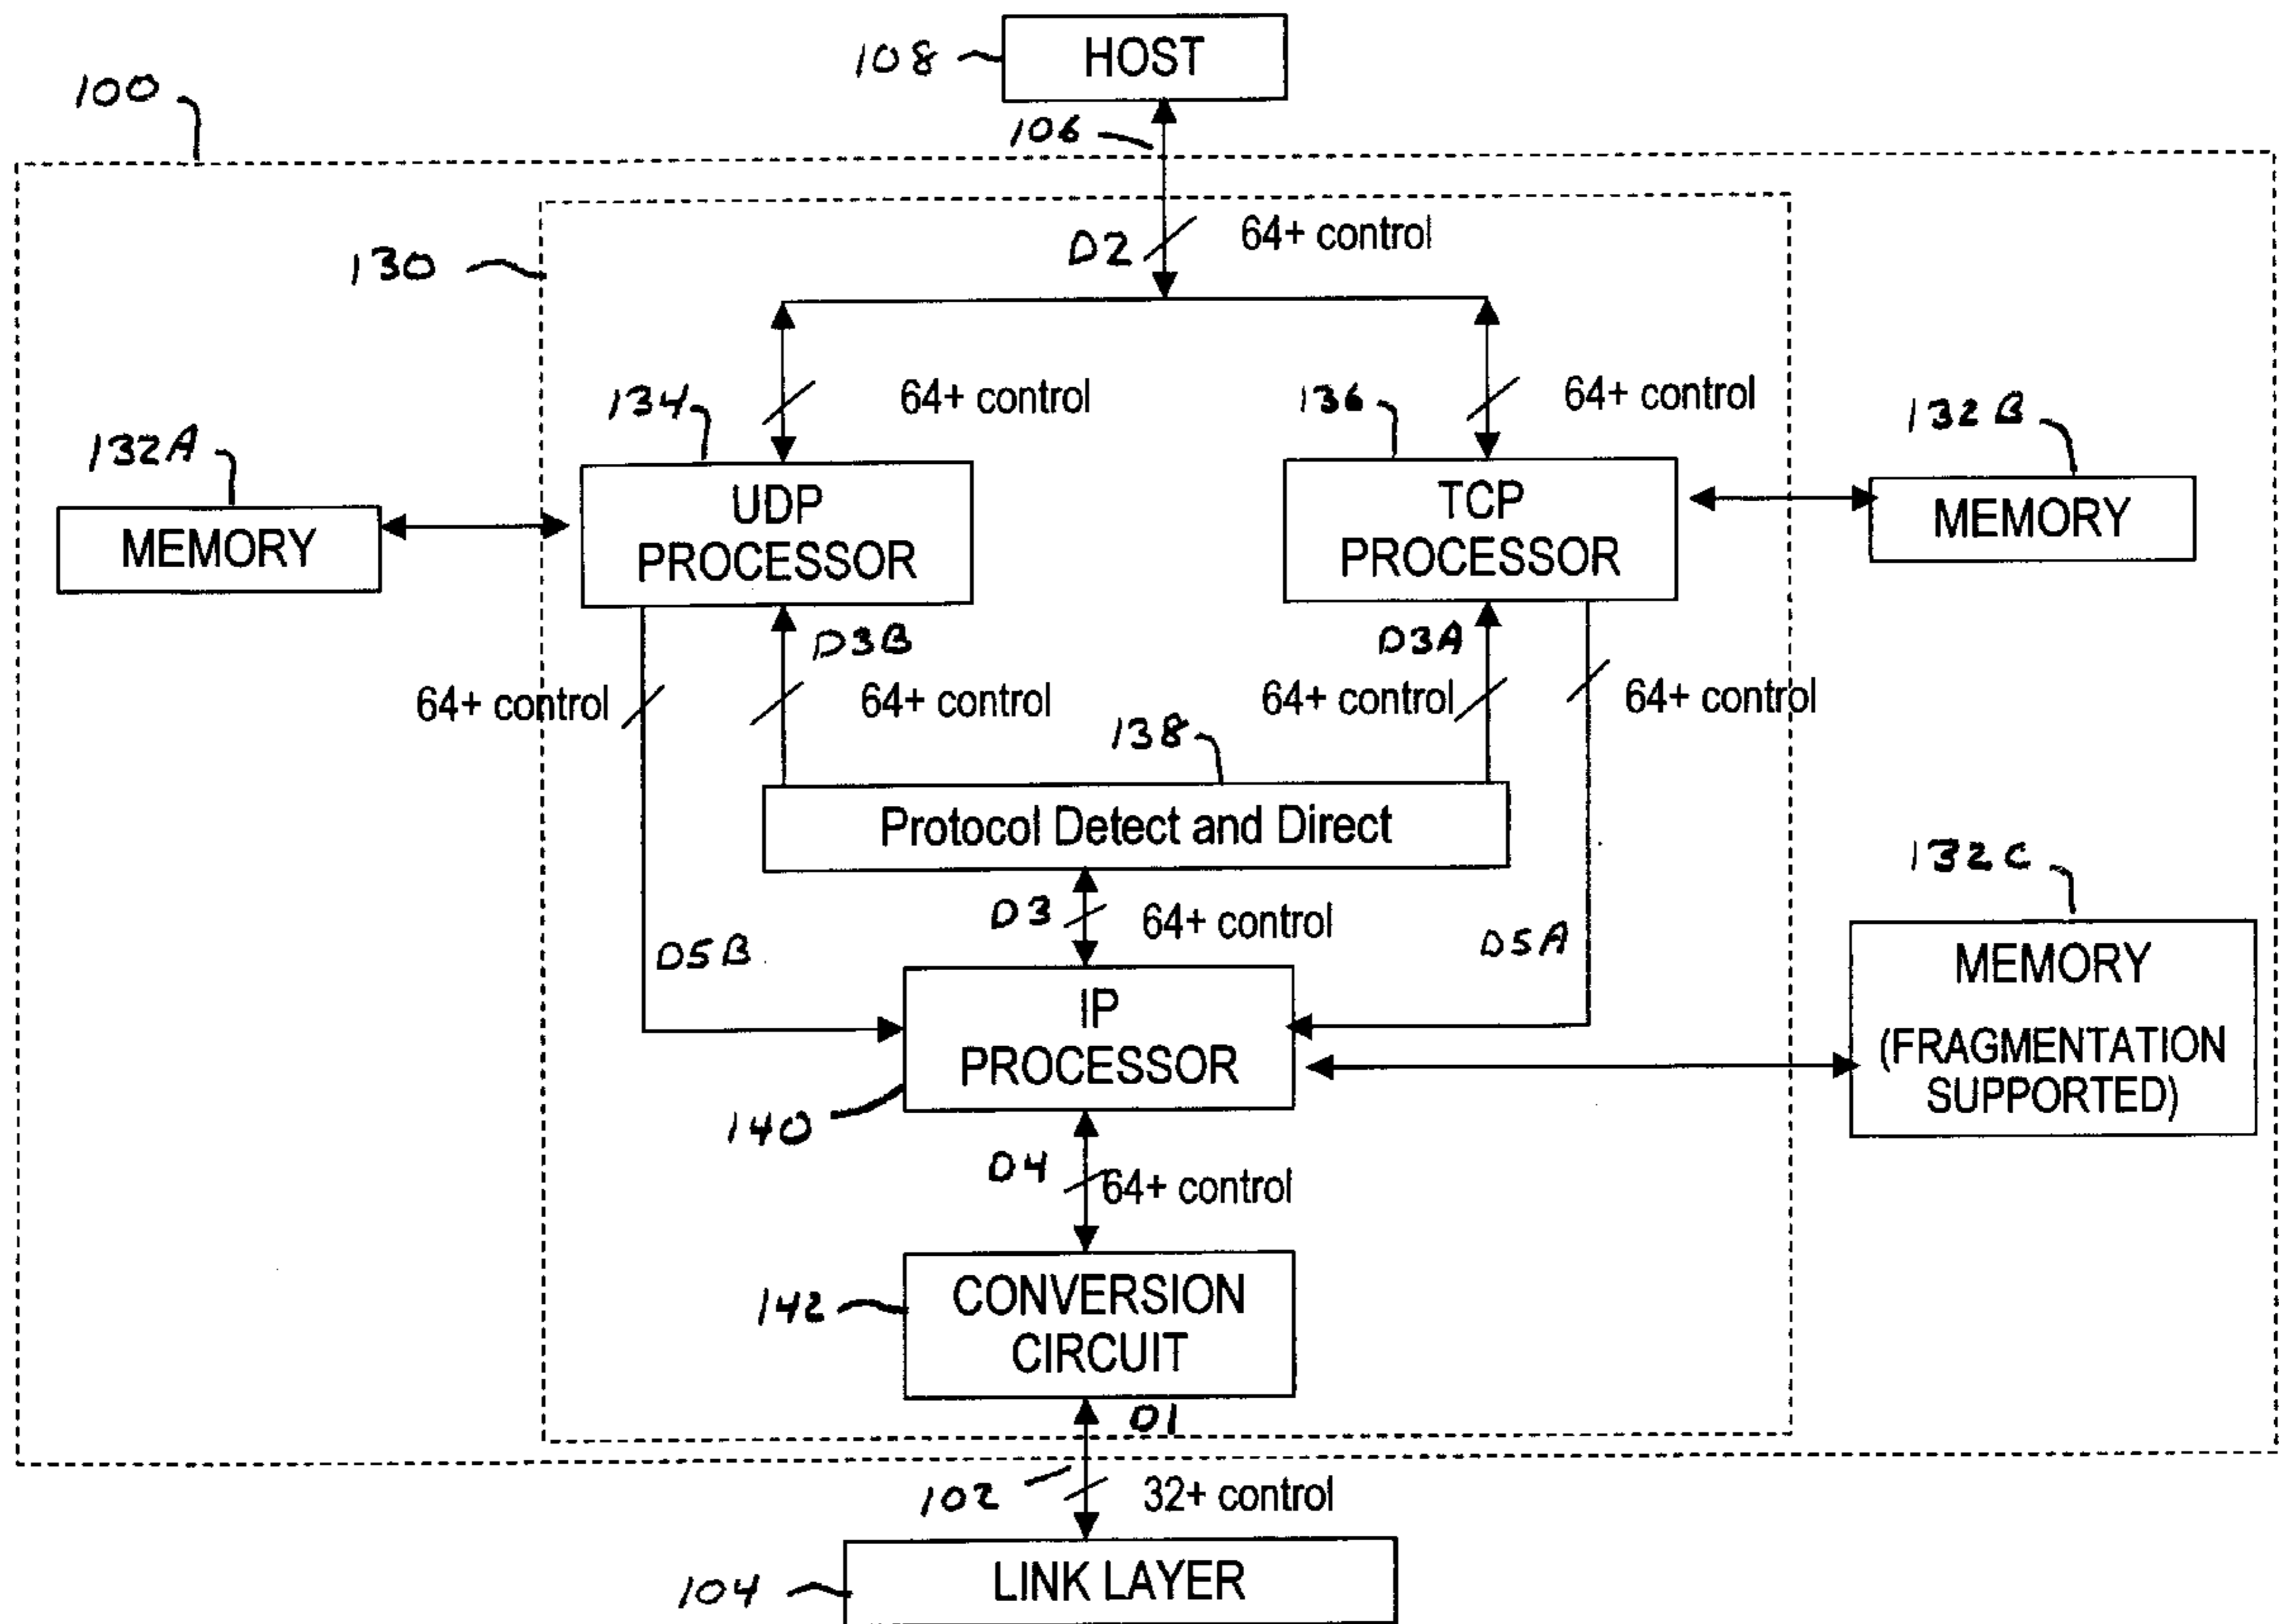 108
HOST
100
106
D2
64+ control
130
134
64+ control
136
64+ control
132A
132B
MEMORY
UDP
PROCESSOR
TCP
PROCESSOR
MEMORY
D3B
D3A
64+ control
64+ control
64+ control
64+ control
138
Protocol Detect and Direct
132C
D3
64+ control
D5B
D5A
MEMORY
(FRAGMENTATION
SUPPORTED)
IP
PROCESSOR
140
D4
64+ control
142
CONVERSION
CIRCUIT
D1
102
32+ control
104
LINK LAYER